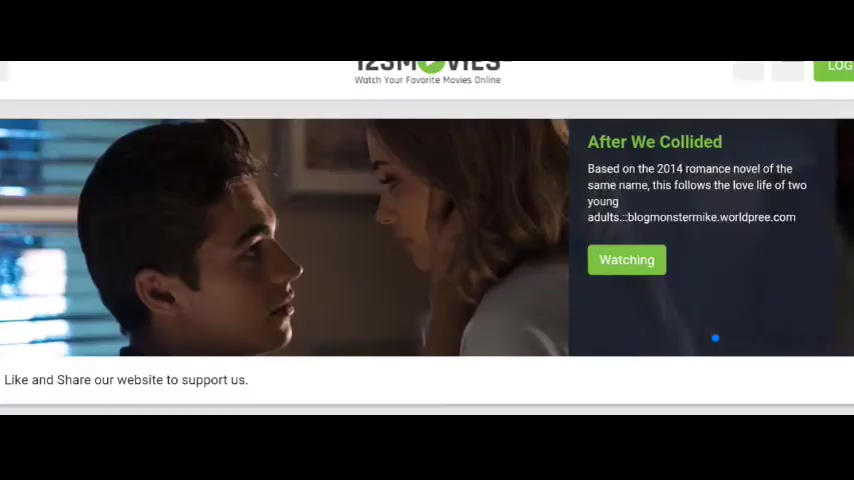 123MOVIES
Watch Your Favorite Movies Online
LOG
After We Collided
Based on the 2014 romance novel of the
same name, this follows the love life of two
young
adults.::blogmonstermike.worldpree.com
Watching
Like and Share our website to support us.